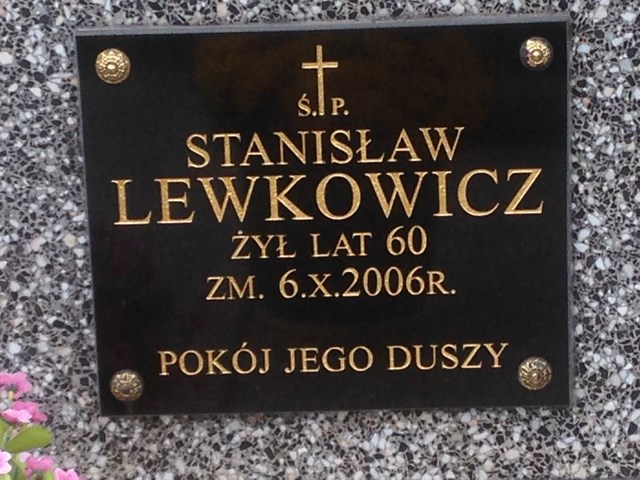 Ś.P.
STANISŁAW
LEWKOWICZ
ŻYŁ LAT 60
ZM. 6.X.2006R.
POKÓJ JEGO DUSZY